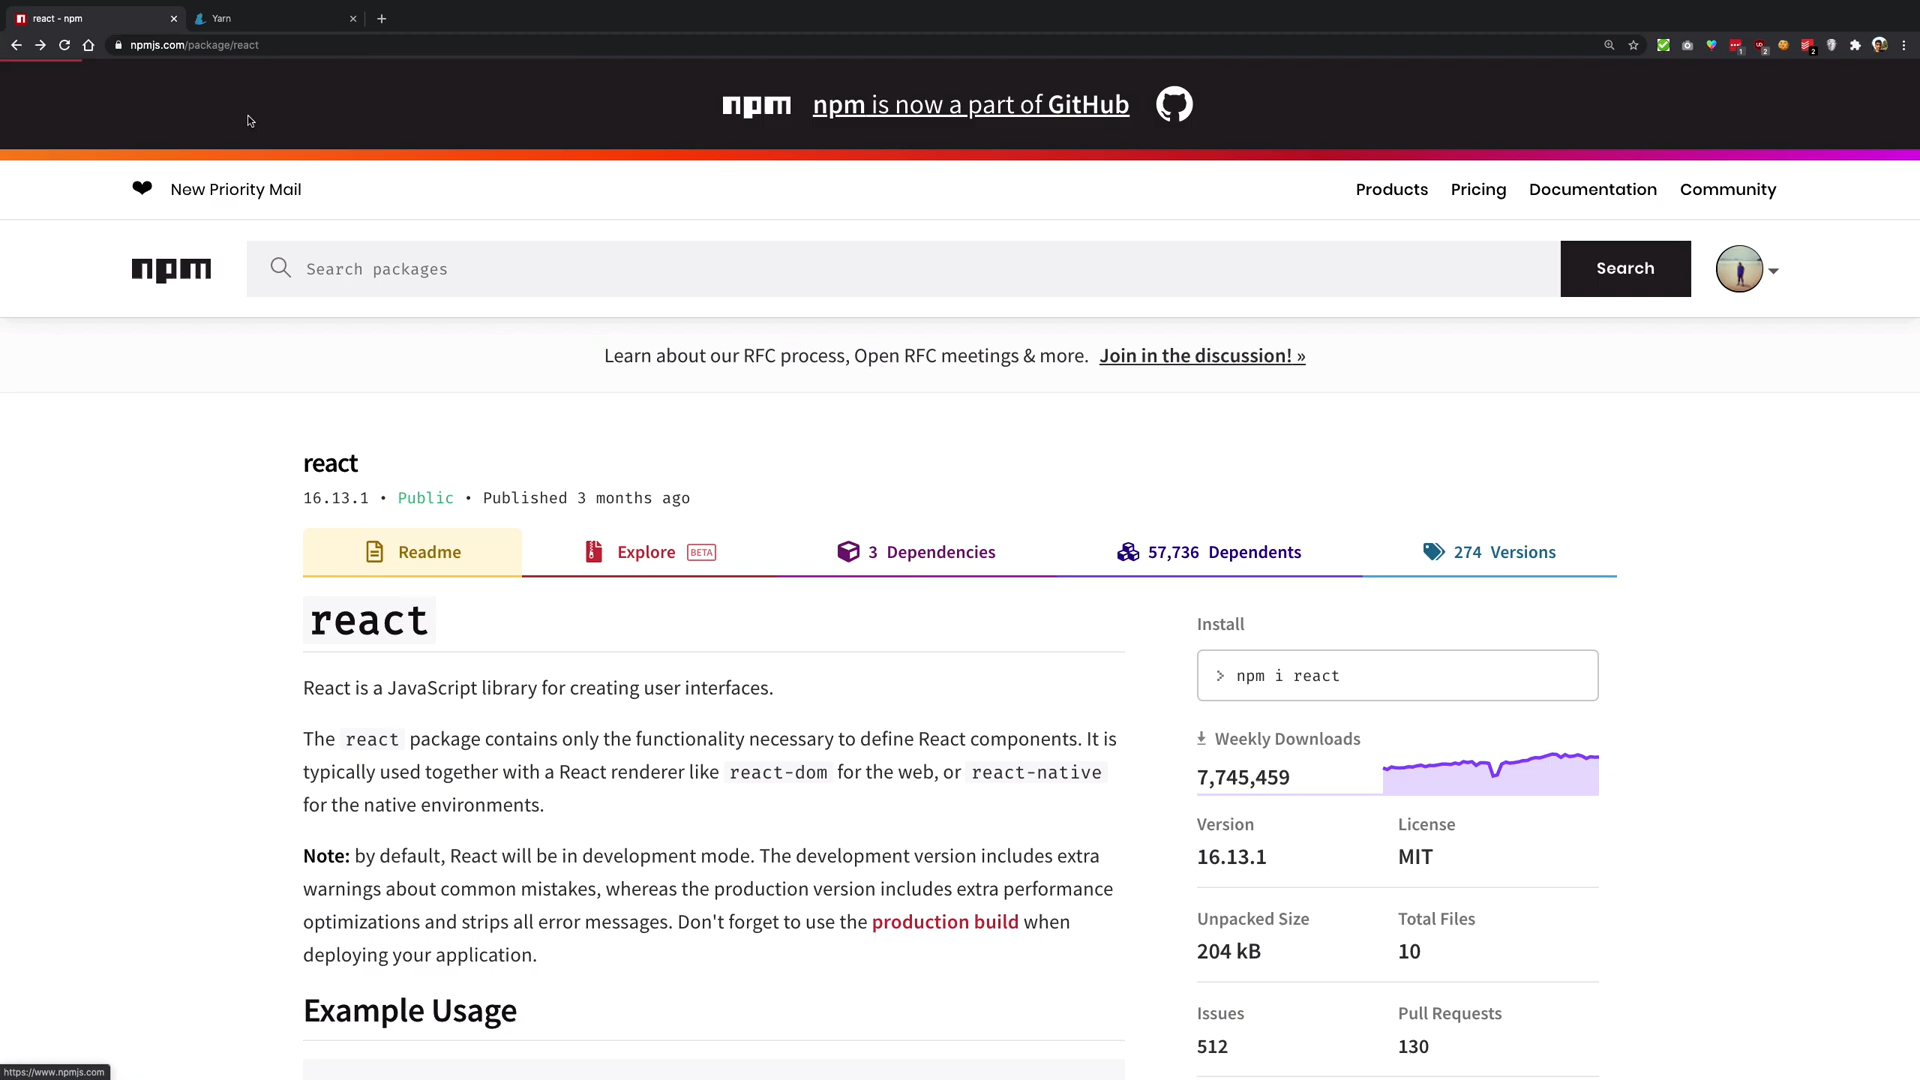 react - npm
Yarn
npmjs.com/package/react
1
2
2
npm
npm is now a part of GitHub
New Priority Mail
Products
Pricing
Documentation
Community
npm
Search packages
Search
Learn about our RFC process, Open RFC meetings & more. Join in the discussion! »
react
16.13.1 • Public • Published 3 months ago
Readme
Explore BETA
3 Dependencies
57,736 Dependents
274 Versions
react
React is a JavaScript library for creating user interfaces.
The react package contains only the functionality necessary to define React components. It is
typically used together with a React renderer like react-dom for the web, or react-native
for the native environments.
Note: by default, React will be in development mode. The development version includes extra
warnings about common mistakes, whereas the production version includes extra performance
optimizations and strips all error messages. Don't forget to use the production build when
deploying your application.
Example Usage
Install
> npm i react
Weekly Downloads
7,745,459
Version
16.13.1
License
MIT
Unpacked Size
204 kB
Total Files
10
Issues
512
Pull Requests
130
https://www.npmjs.com